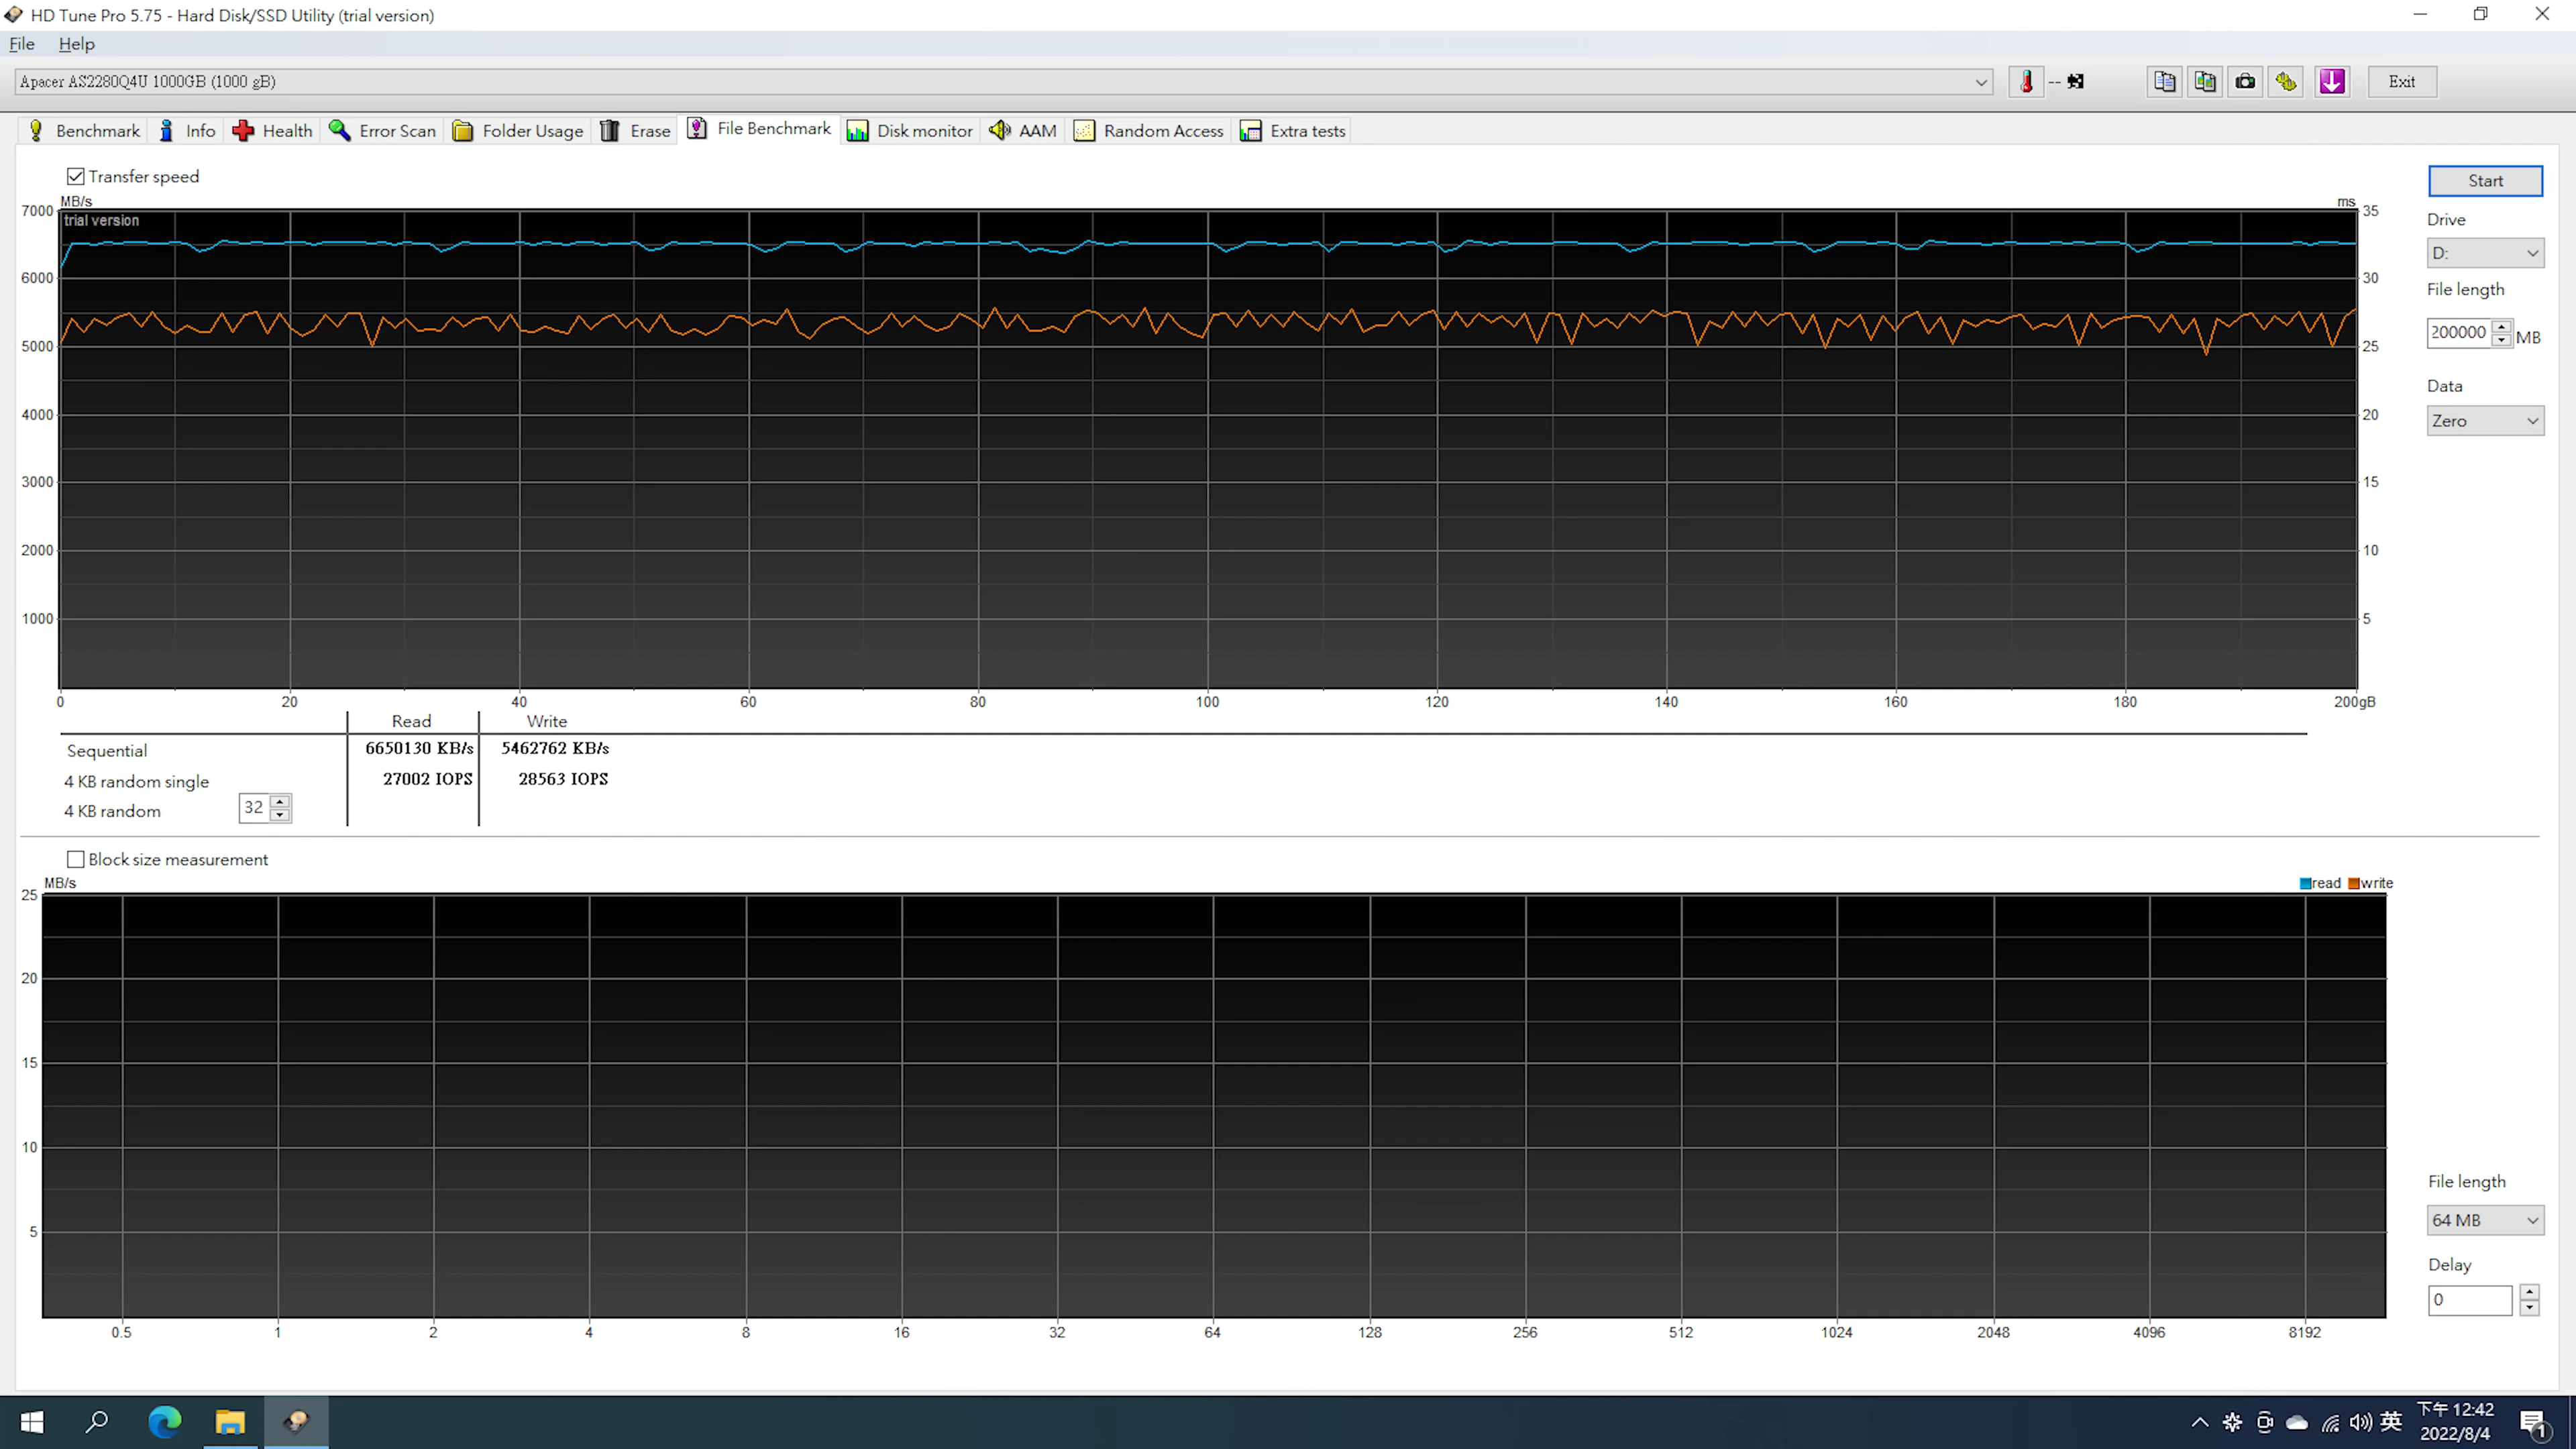 HD Tune Pro 5.75 - Hard Disk/SSD Utility (trial version)
File Help
Apacer AS2280Q4U 1000GB (1000 gB)
--
Exit
Benchmark Info Health Error Scan Folder Usage Erase File Benchmark Disk monitor AAM Random Access Extra tests
Transfer speed
Start
MB/s ms
trial version
7000 35
6000 30
5000 25
4000 20
3000 15
2000 10
1000 5
0 20 40 60 80 100 120 140 160 180 200gB
Drive
D:
File length
200000 MB
Data
Zero
Read Write
Sequential 6650130 KB/s 5462762 KB/s
4 KB random single 27002 IOPS 28563 IOPS
4 KB random 32
Block size measurement
MB/s read write
25
20
15
10
5
0.5 1 2 4 8 16 32 64 128 256 512 1024 2048 4096 8192
File length
64 MB
Delay
0
英 下午 12:42
2022/8/4
1